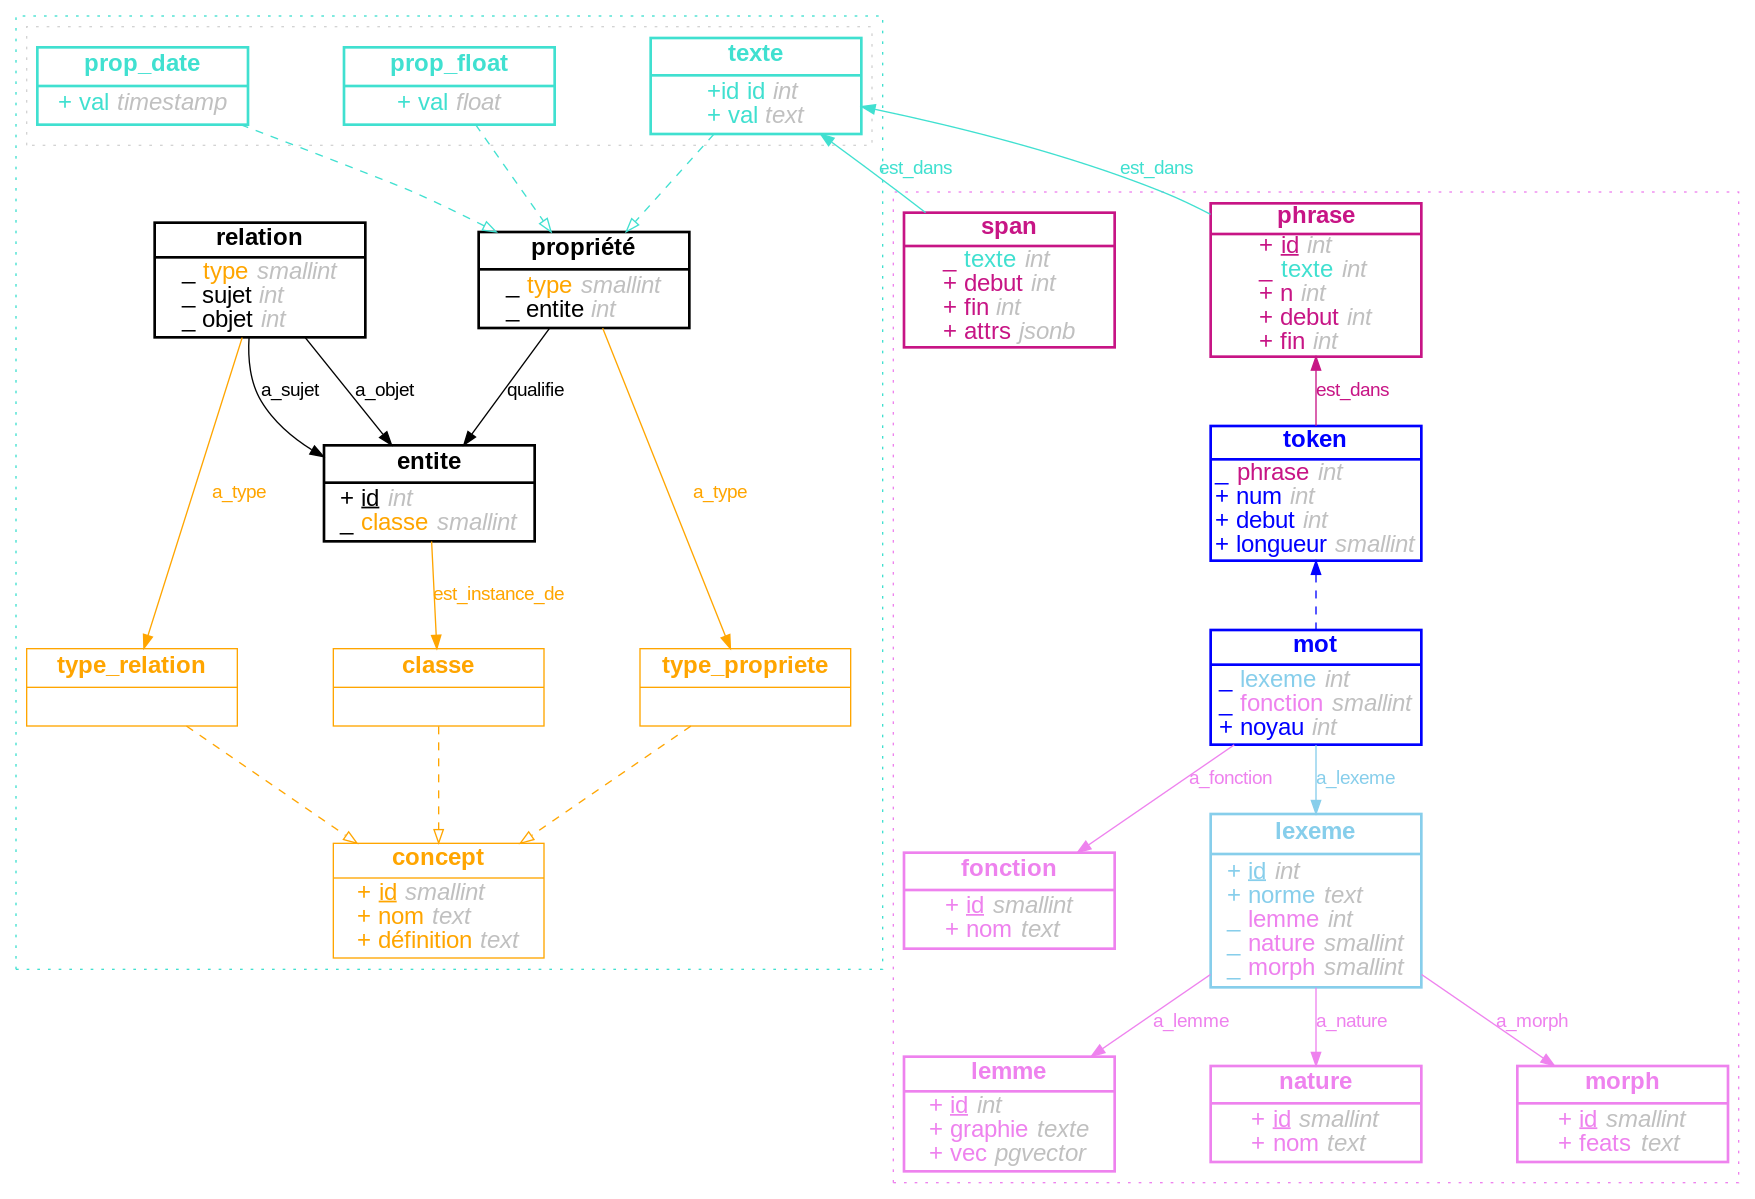 prop_date
+ val timestamp
prop_float
+ val float
texte
+id id int
+ val text
est_dans
est_dans
relation
_ type smallint
_ sujet int
_ objet int
propriété
_ type smallint
_ entite int
span
_ texte int
+ debut int
+ fin int
+ attrs jsonb
phrase
+ id int
_ texte int
+ n int
+ debut int
+ fin int
a_sujet
a_objet
qualifie
est_dans
entite
+ id int
_ classe smallint
token
_ phrase int
+ num int
+ debut int
+ longueur smallint
a_type
a_type
est_instance_de
type_relation
classe
type_propriete
mot
_ lexeme int
_ fonction smallint
+ noyau int
a_fonction
a_lexeme
concept
+ id smallint
+ nom text
+ définition text
fonction
+ id smallint
+ nom text
lexeme
+ id int
+ norme text
_ lemme int
_ nature smallint
_ morph smallint
a_lemme
a_nature
a_morph
lemme
+ id int
+ graphie texte
+ vec pgvector
nature
+ id smallint
+ nom text
morph
+ id smallint
+ feats text